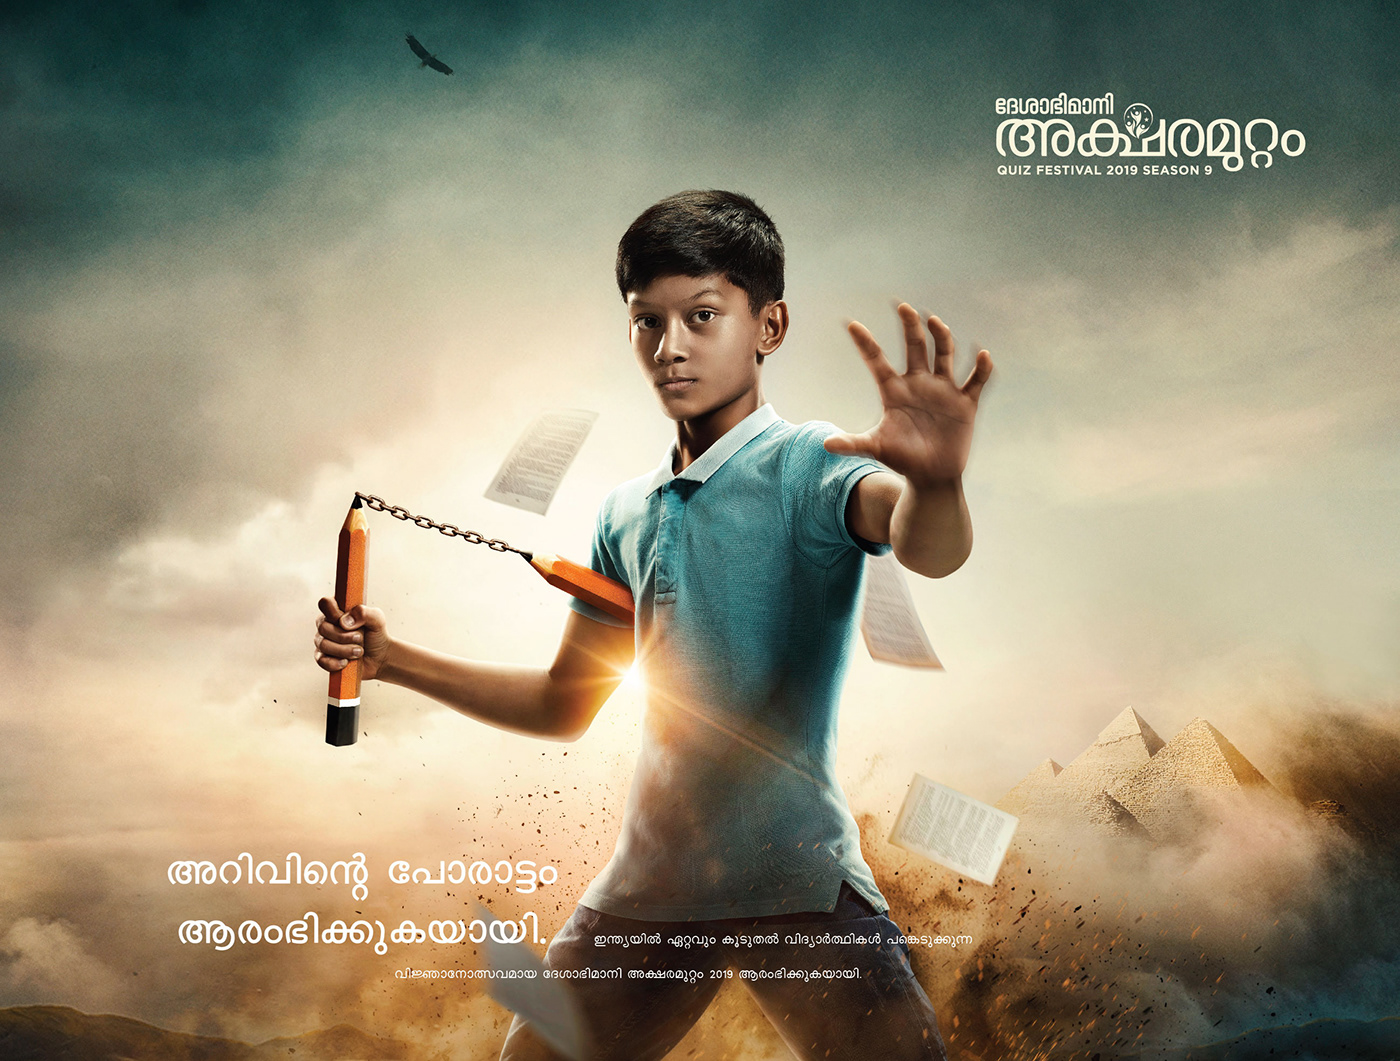 ദേശാഭിമാനി
അക്ഷരമുറ്റം
QUIZ FESTIVAL 2019 SEASON 9
അറിവിന്റെ പോരാട്ടം
ആരംഭിക്കുകയായി.
ഇന്ത്യയിൽ ഏറ്റവും കൂടുതൽ വിദ്യാർത്ഥികൾ പങ്കെടുക്കുന്ന
വിജ്ഞാനോത്സവമായ ദേശാഭിമാനി അക്ഷരമുറ്റം 2019 ആരംഭിക്കുകയായി.